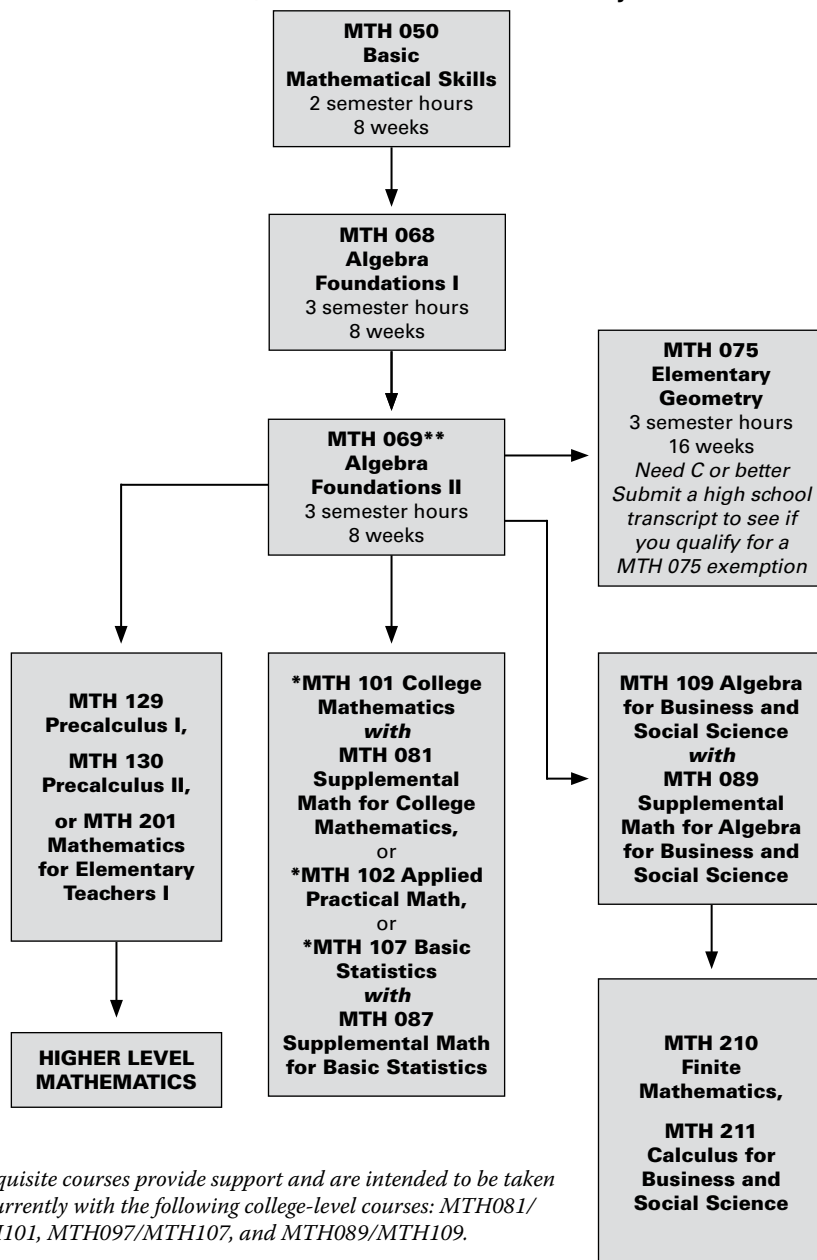 MTH 050
Basic
Mathematical Skills
2 semester hours
8 weeks
MTH 068
Algebra
Foundations I
3 semester hours
8 weeks
MTH 075
Elementary
Geometry
3 semester hours
16 weeks
Need C or better
Submit a high school
transcript to see if
you qualify for a
MTH 075 exemption
MTH 069**
Algebra
Foundations II
3 semester hours
8 weeks
MTH 129
Precalculus I,
MTH 130
Precalculus II,
or MTH 201
Mathematics
for Elementary
Teachers I
*MTH 101 College
Mathematics
with
MTH 081
Supplemental
Math for College
Mathematics,
or
*MTH 102 Applied
Practical Math,
or
*MTH 107 Basic
Statistics
with
MTH 087
Supplemental Math
for Basic Statistics
MTH 109 Algebra
for Business and
Social Science
with
MTH 089
Supplemental
Math for Algebra
for Business and
Social Science
HIGHER LEVEL
MATHEMATICS
MTH 210
Finite
Mathematics,
MTH 211
Calculus for
Business and
Social Science
courses provide support and are intended to be taken
with the following college-level courses: MTH081/
MTH097/MTH107, and MTH089/MTH109.